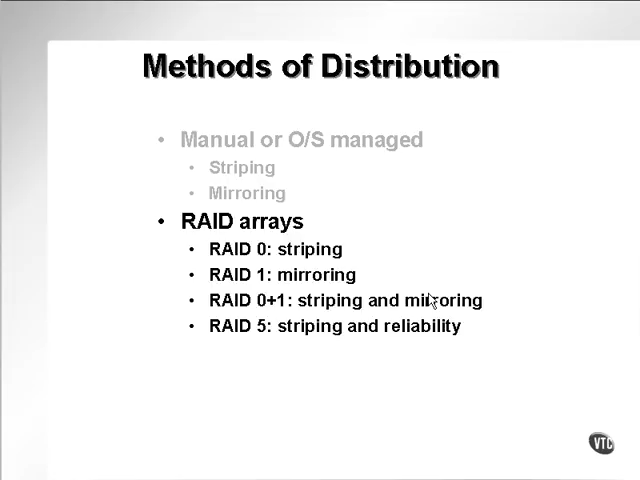 Methods of Distribution
• Manual or O/S managed
• Striping
• Mirroring
• RAID arrays
• RAID 0: striping
• RAID 1: mirroring
• RAID 0+1: striping and mirroring
• RAID 5: striping and reliability
VTC